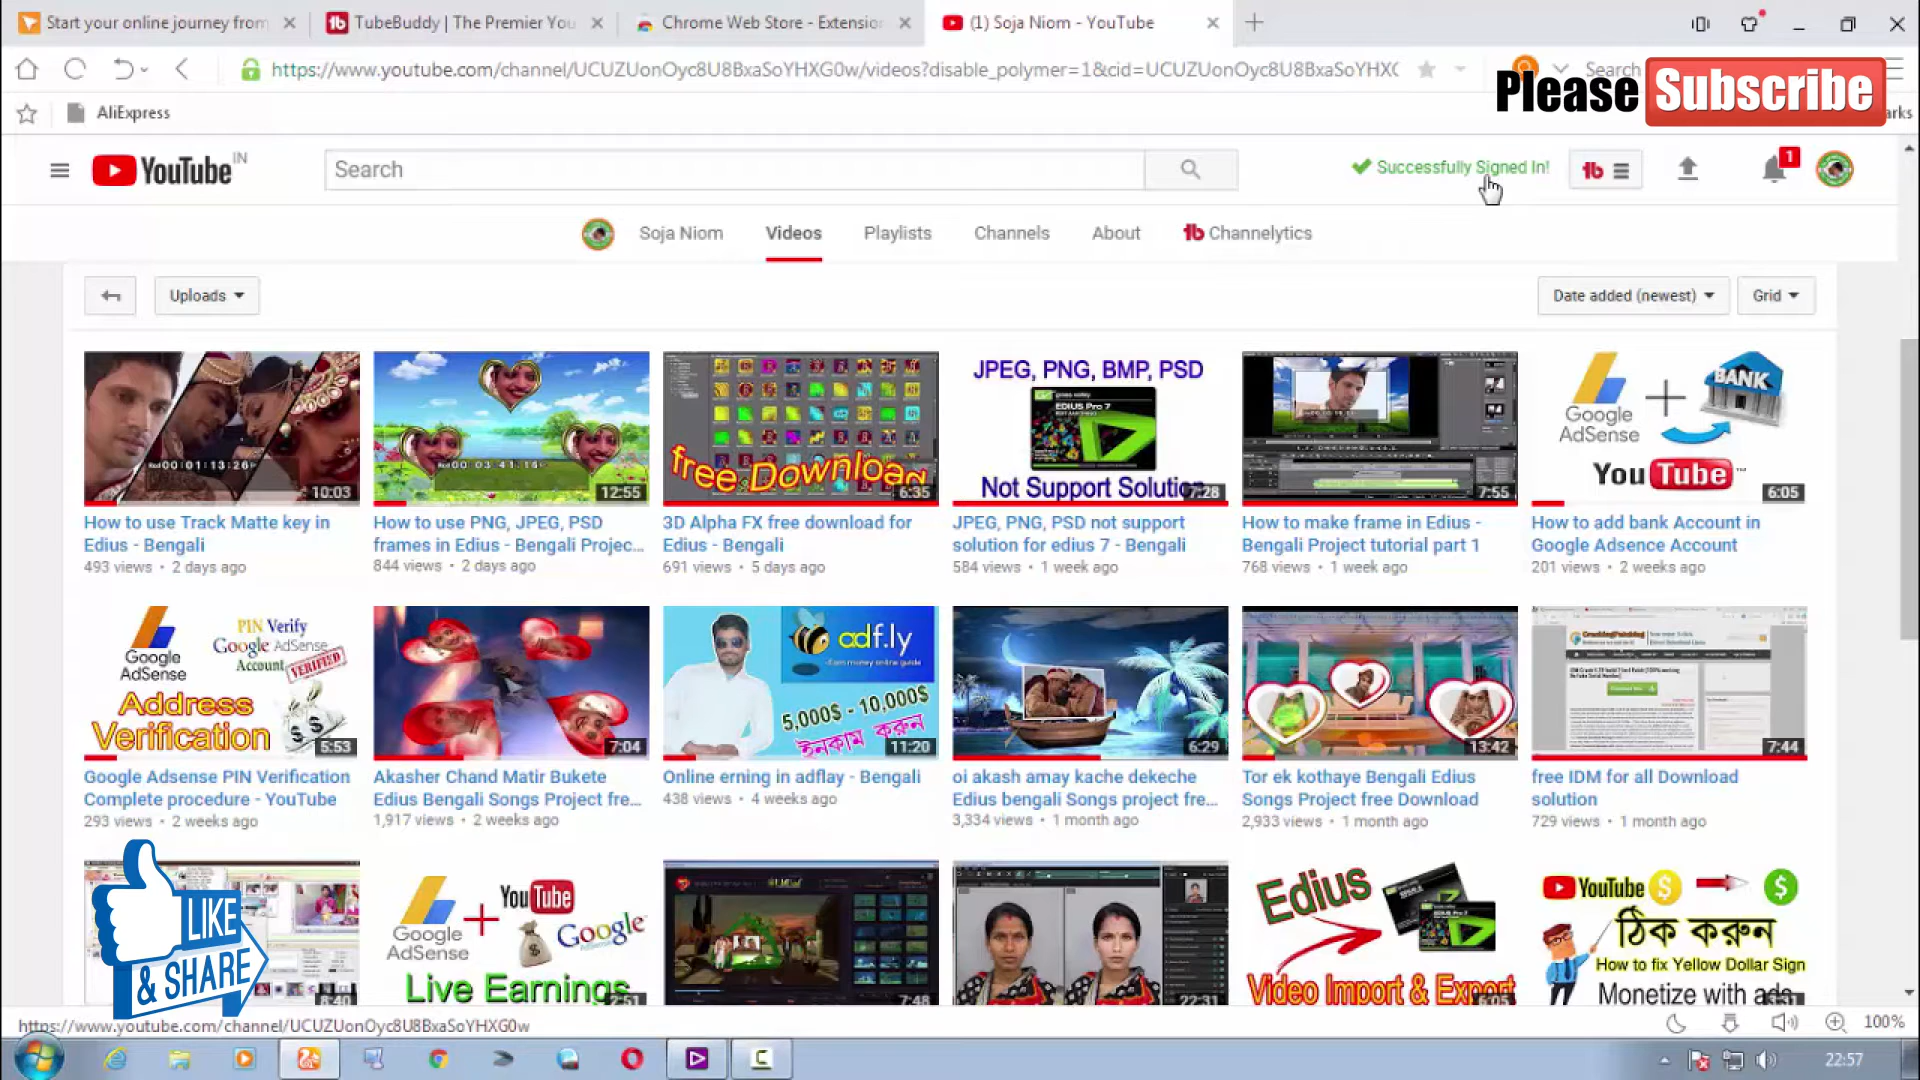 Start your online journey from
TubeBuddy | The Premier You
Chrome Web Store - Extension
(1) Soja Niom - YouTube
https://www.youtube.com/channel/UCUZUonOyc8U8BxaSoYHXG0w/videos?disable_polymer=1&cid=UCUZUonOyc8U8BxaSoYHXG
Search
Please Subscribe
AliExpress
YouTube IN
Search
Successfully Signed In!
1
Soja Niom
Videos
Playlists
Channels
About
Channelytics
Uploads
Date added (newest)
Grid
10:03
12:55
free Download
6:35
JPEG, PNG, BMP, PSD
EDIUS Pro 7
Not Support Solution
7:28
7:55
Google AdSense
BANK
YouTube
6:05
How to use Track Matte key in
Edius - Bengali
493 views • 2 days ago
How to use PNG, JPEG, PSD
frames in Edius - Bengali Projec...
844 views • 2 days ago
3D Alpha FX free download for
Edius - Bengali
691 views • 5 days ago
JPEG, PNG, PSD not support
solution for edius 7 - Bengali
584 views • 1 week ago
How to make frame in Edius -
Bengali Project tutorial part 1
768 views • 1 week ago
How to add bank Account in
Google Adsence Account
201 views • 2 weeks ago
Google AdSense
PIN Verify
Google AdSense
Account
VERIFIED
Address
Verification
5:53
7:04
adf.ly
5,000$ - 10,000$
ইনকাম করুন
11:20
6:29
13:42
7:44
Google Adsense PIN Verification
Complete procedure - YouTube
293 views • 2 weeks ago
Akasher Chand Matir Bukete
Edius Bengali Songs Project fre...
1,917 views • 2 weeks ago
Online erning in adflay - Bengali
438 views • 4 weeks ago
oi akash amay kache dekeche
Edius bengali Songs project fre...
3,334 views • 1 month ago
Tor ek kothaye Bengali Edius
Songs Project free Download
2,933 views • 1 month ago
free IDM for all Download
solution
729 views • 1 month ago
LIKE
& SHARE
8:40
Google AdSense
YouTube
Google
Live Earnings
2:51
7:48
22:31
Edius
Video Import & Export
YouTube
ঠিক করুন
How to fix Yellow Dollar Sign
Monetize with ads
https://www.youtube.com/channel/UCUZUonOyc8U8BxaSoYHXG0w
100%
22:57